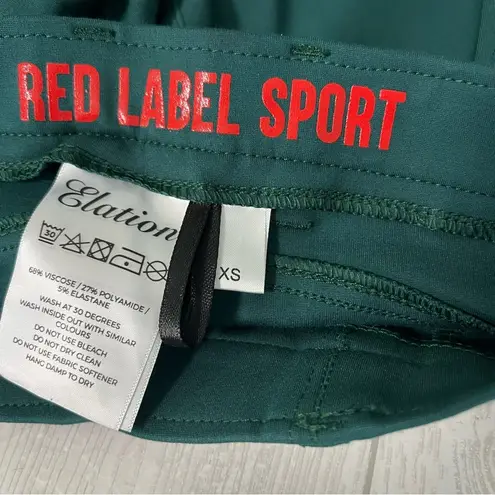 RED LABEL SPORT
Elation
30
XS
68% VISCOSE / 27% POLYAMIDE /
5% ELASTANE
WASH AT 30 DEGREES
WASH INSIDE OUT WITH SIMILAR
COLOURS
DO NOT USE BLEACH
DO NOT DRY CLEAN
DO NOT USE FABRIC SOFTENER
HANG DAMP TO DRY